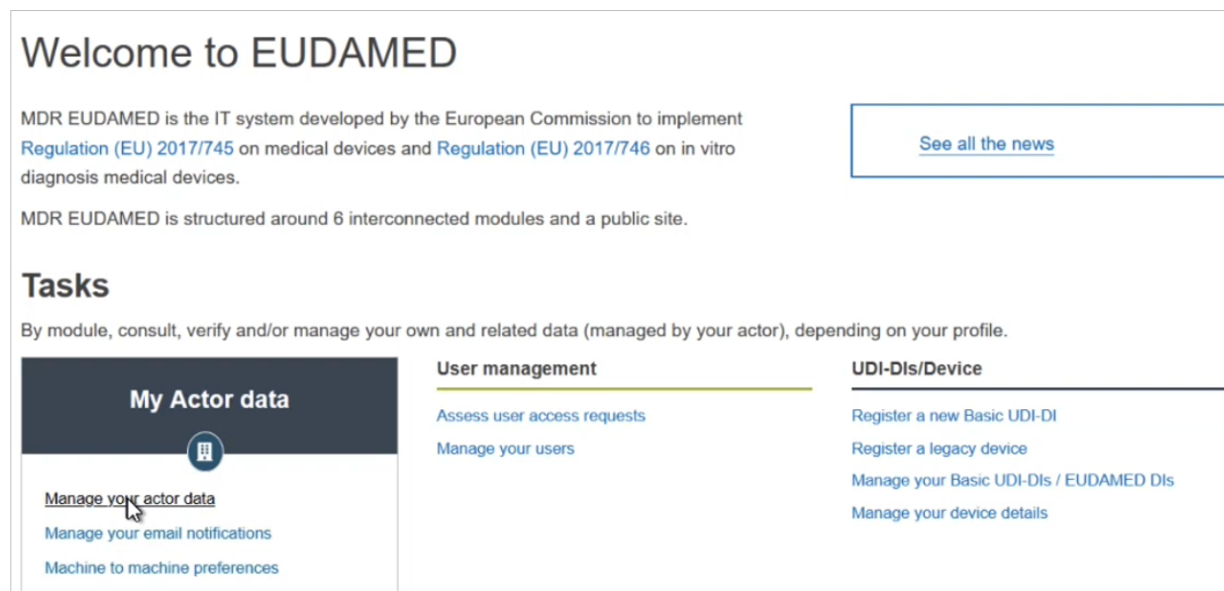 Welcome to EUDAMED
MDR EUDAMED is the IT system developed by the European Commission to implement
Regulation (EU) 2017/745 on medical devices and Regulation (EU) 2017/746 on in vitro
diagnosis medical devices.
MDR EUDAMED is structured around 6 interconnected modules and a public site.
See all the news
Tasks
By module, consult, verify and/or manage your own and related data (managed by your actor), depending on your profile.
My Actor data
Manage your actor data
Manage your email notifications
Machine to machine preferences
User management
Assess user access requests
Manage your users
UDI-DIs/Device
Register a new Basic UDI-DI
Register a legacy device
Manage your Basic UDI-DIs / EUDAMED DIs
Manage your device details